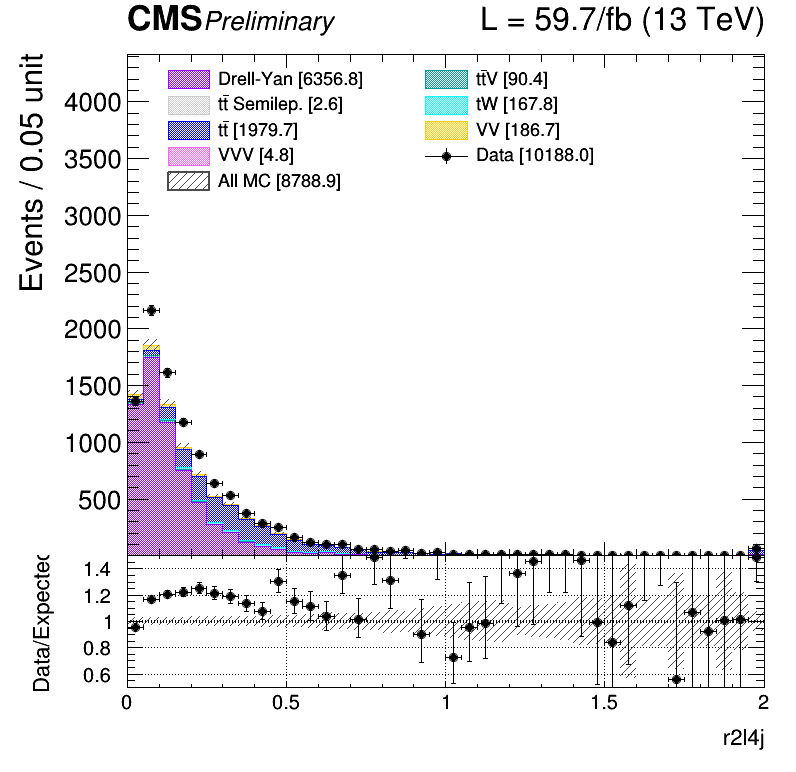 CMS Preliminary L = 59.7/fb (13 TeV)
Events / 0.05 unit
4000
3500
3000
2500
2000
1500
1000
500
Drell-Yan [6356.8]
tt̄ Semilep. [2.6]
tt̄ [1979.7]
VVV [4.8]
All MC [8788.9]
tt̄V [90.4]
tW [167.8]
VV [186.7]
Data [10188.0]
Data/Expected
1.4
1.2
1
0.8
0.6
0 0.5 1 1.5 2
r2l4j